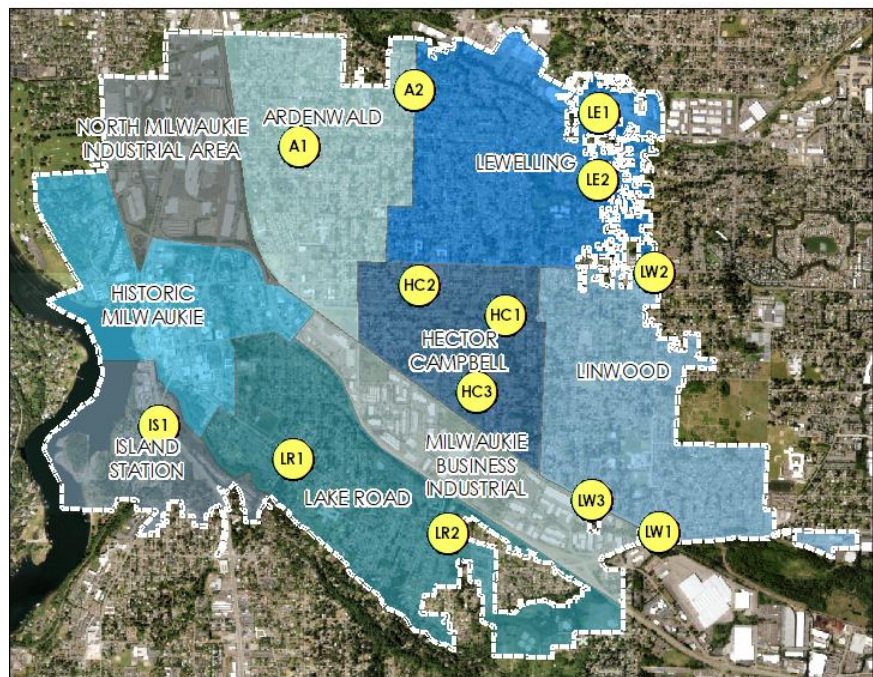 A2
LE1
ARDENWALD
NORTH MILWAUKIE
INDUSTRIAL AREA
A1
LEWELLING
LE2
LW2
HC2
HISTORIC
MILWAUKIE
HC1
HECTOR
CAMPBELL
LINWOOD
HC3
IS1
ISLAND
STATION
LR1
MILWAUKIE
BUSINESS
INDUSTRIAL
LAKE ROAD
LW3
LR2
LW1